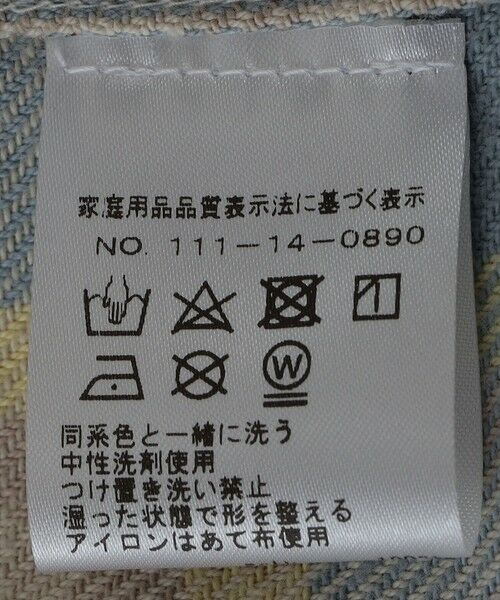 家庭用品品質表示法に基づく表示
NO. 111-14-0890
W
同系色と一緒に洗う
中性洗剤使用
つけ置き洗い禁止
湿った状態で形を整える
アイロンはあて布使用